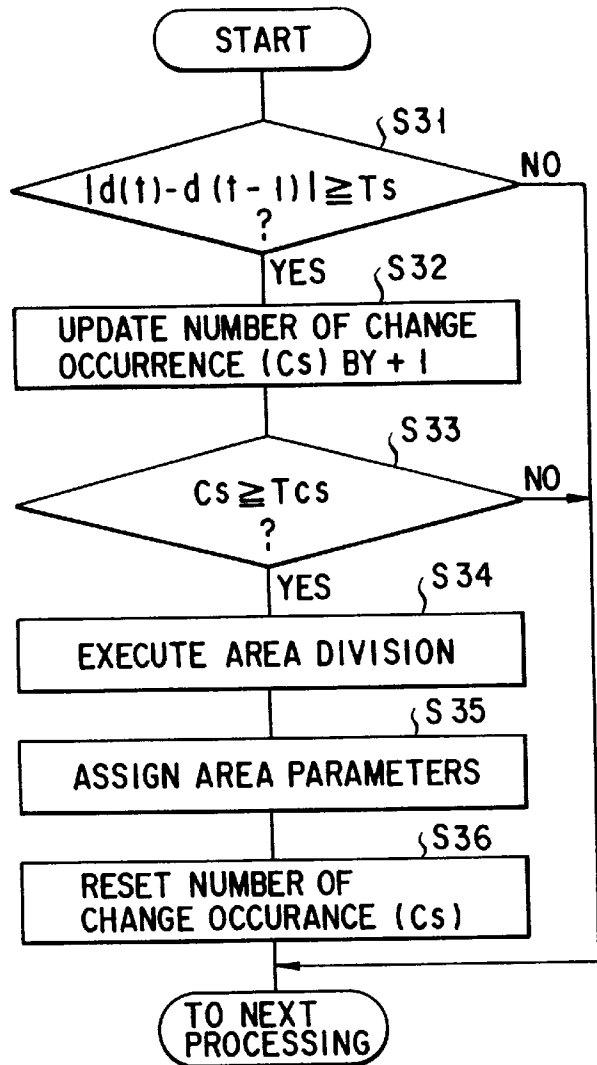 START
S31
|d(t)-d(t-1)|≧Ts
?
NO
YES
S32
UPDATE NUMBER OF CHANGE
OCCURRENCE (Cs) BY + 1
S33
Cs≧Tcs
?
NO
YES
S34
EXECUTE AREA DIVISION
S35
ASSIGN AREA PARAMETERS
S36
RESET NUMBER OF
CHANGE OCCURANCE (Cs)
TO NEXT
PROCESSING